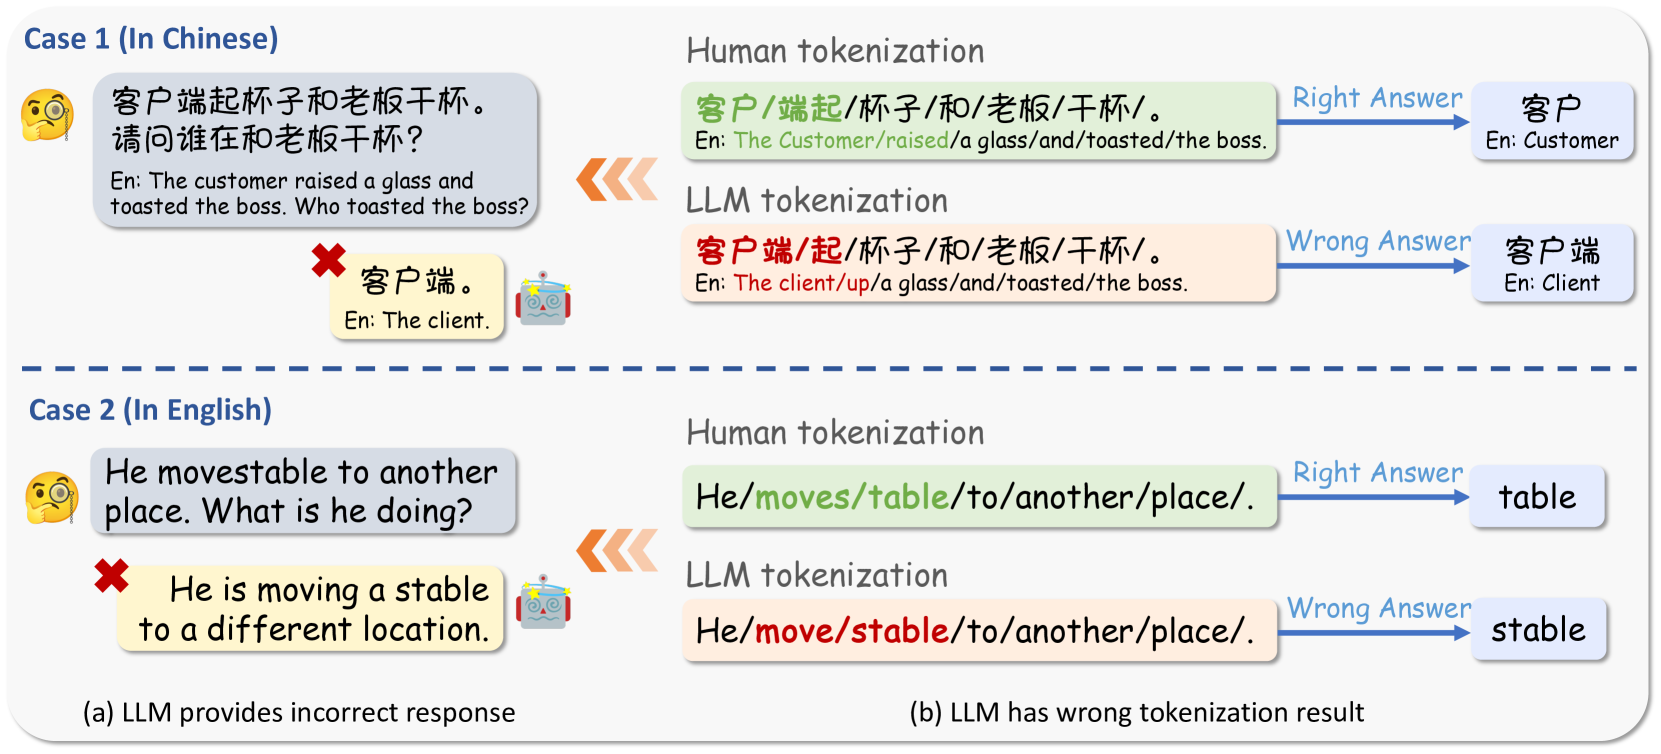 Case 1 (In Chinese)
客户端起杯子和老板干杯。
请问谁在和老板干杯？
En: The customer raised a glass and
toasted the boss. Who toasted the boss?
客户端。
En: The client.
Human tokenization
客户/端起/杯子/和/老板/干杯/。
En: The Customer/raised/a glass/and/toasted/the boss.
Right Answer
客户
En: Customer
LLM tokenization
客户端/起/杯子/和/老板/干杯/。
En: The client/up/a glass/and/toasted/the boss.
Wrong Answer
客户端
En: Client
Case 2 (In English)
He movestable to another
place. What is he doing?
He is moving a stable
to a different location.
Human tokenization
He/moves/table/to/another/place/.
Right Answer
table
LLM tokenization
He/move/stable/to/another/place/.
Wrong Answer
stable
(a) LLM provides incorrect response
(b) LLM has wrong tokenization result